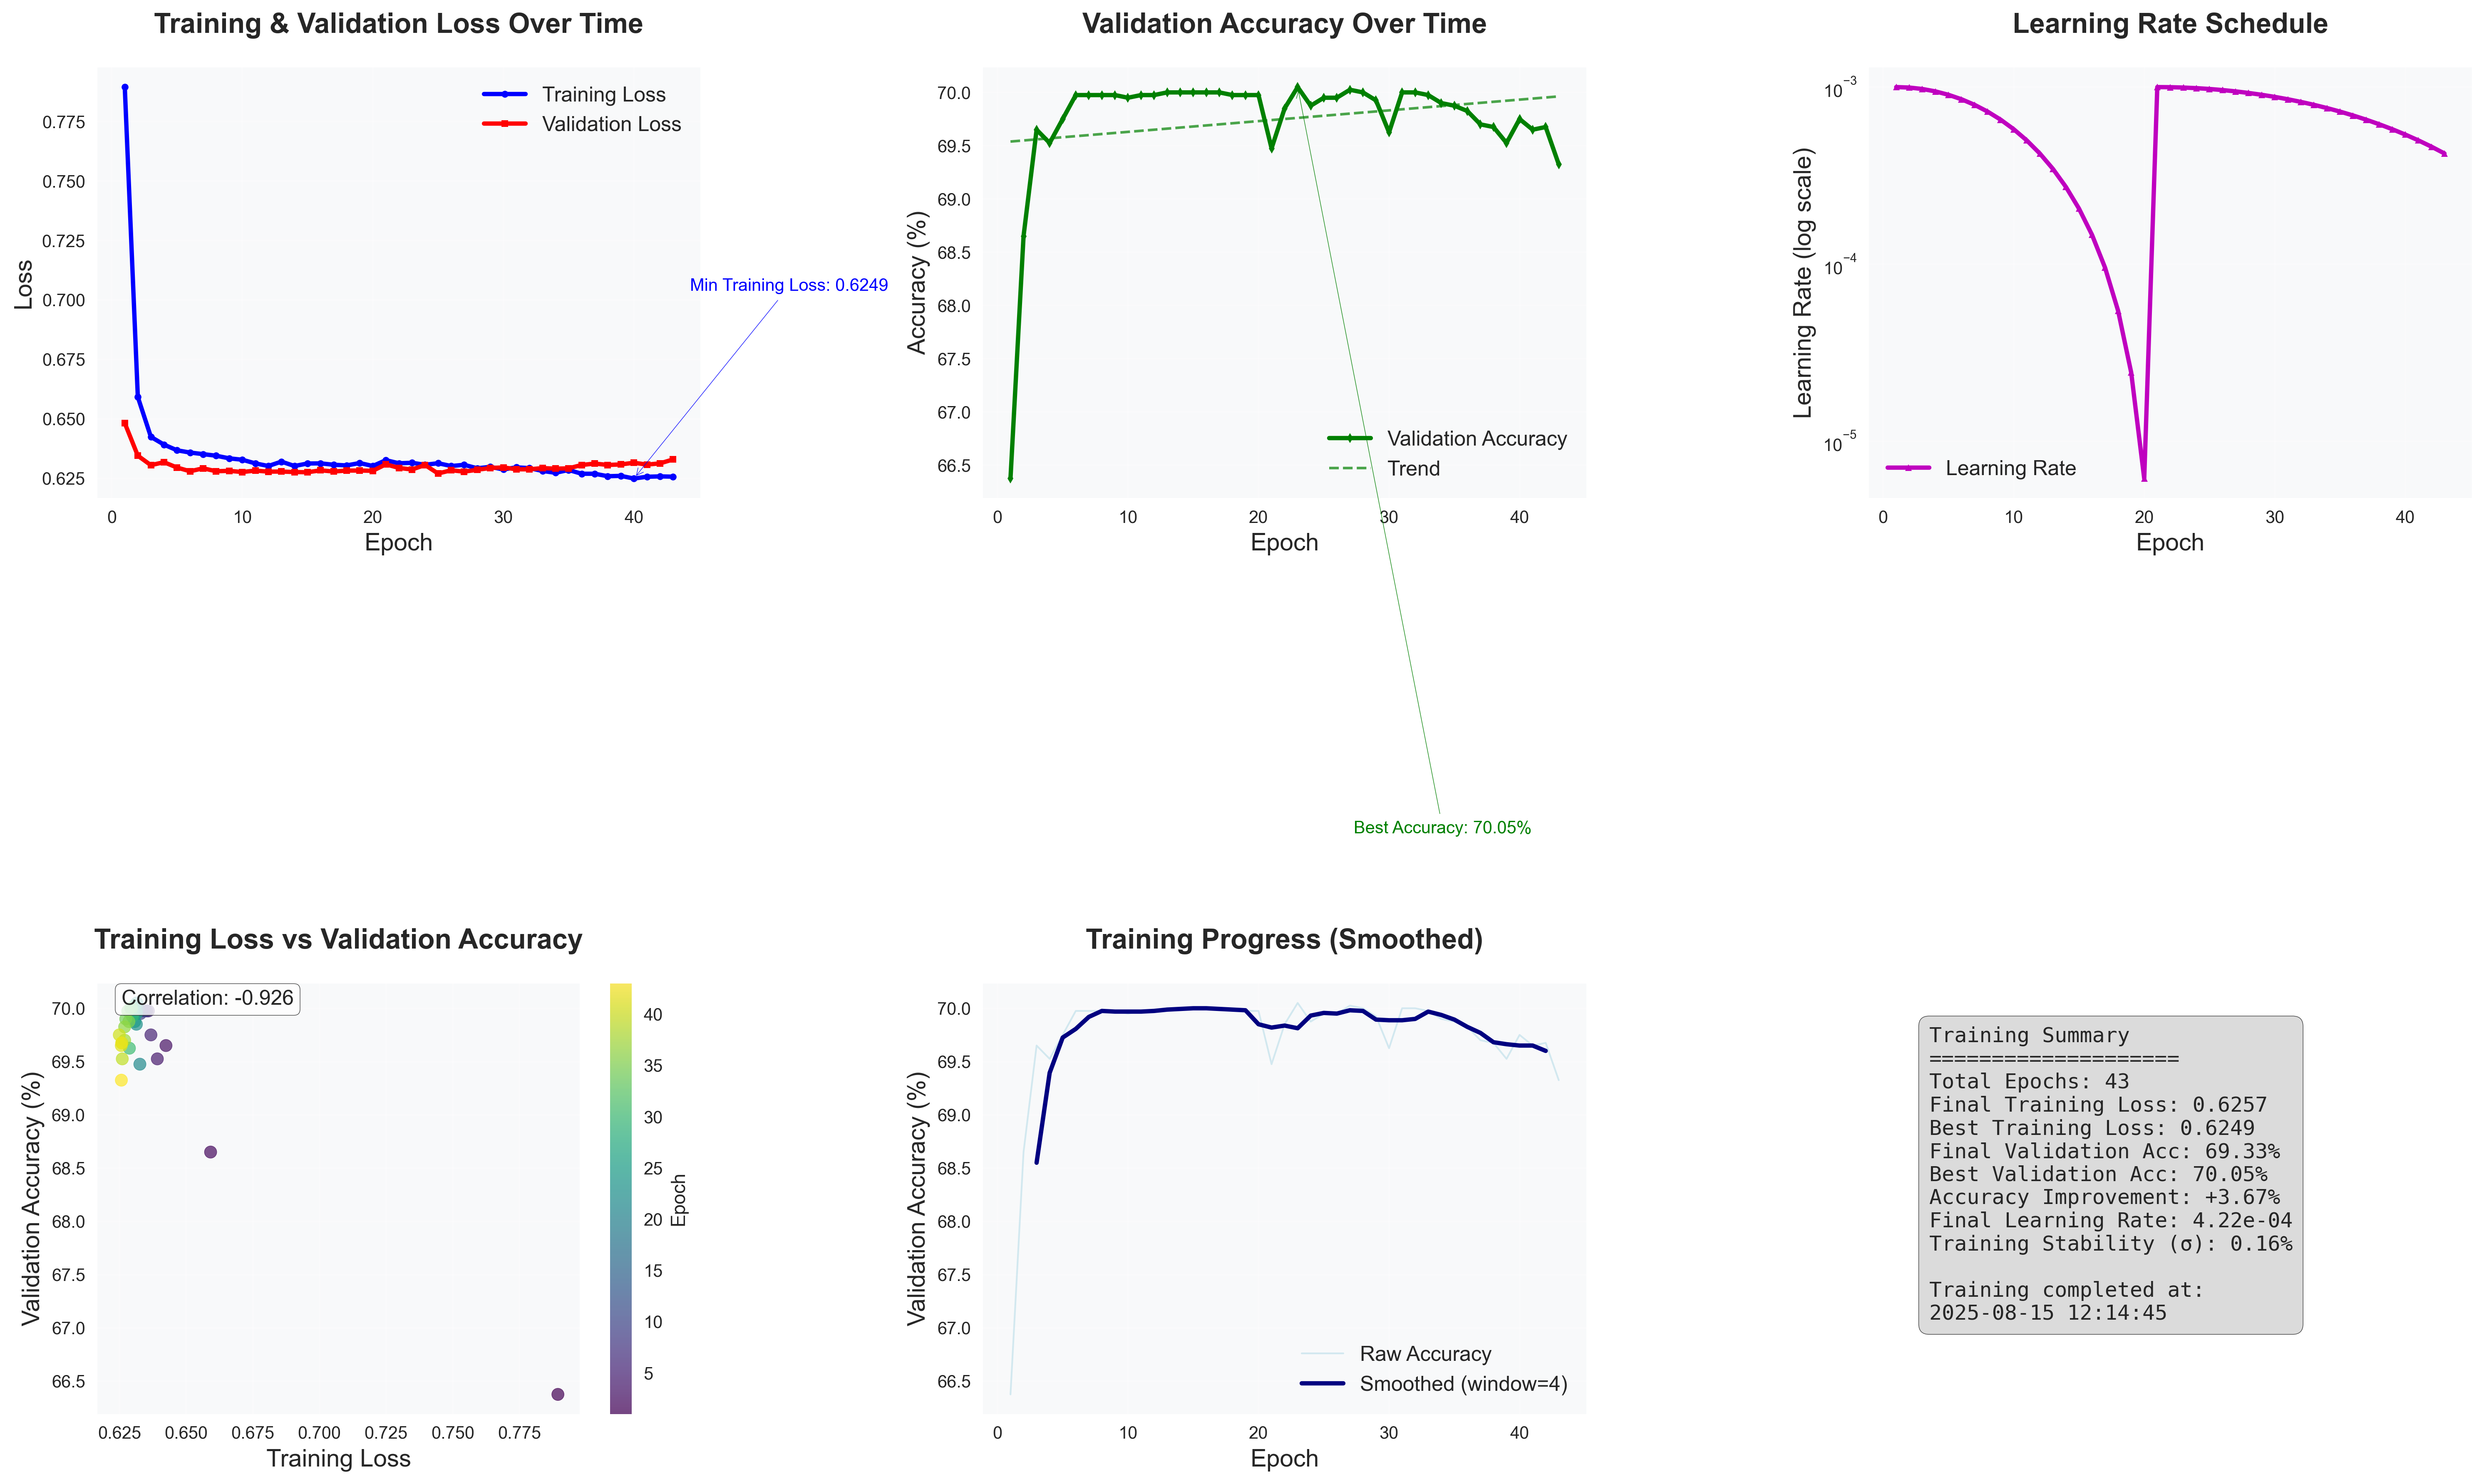 Training & Validation Loss Over Time
Training Loss
Validation Loss
0.775
0.750
0.725
0.700
0.675
0.650
0.625
Loss
Min Training Loss: 0.6249
0
10
20
30
40
Epoch
Validation Accuracy Over Time
70.0
69.5
69.0
68.5
68.0
67.5
67.0
66.5
Accuracy (%)
Validation Accuracy
Trend
0
10
20
30
40
Epoch
Best Accuracy: 70.05%
Learning Rate Schedule
10⁻³
10⁻⁴
10⁻⁵
Learning Rate (log scale)
Learning Rate
0
10
20
30
40
Epoch
Training Loss vs Validation Accuracy
Correlation: -0.926
70.0
69.5
69.0
68.5
68.0
67.5
67.0
66.5
Validation Accuracy (%)
0.625
0.650
0.675
0.700
0.725
0.750
0.775
Training Loss
40
35
30
25
20
15
10
5
Epoch
Training Progress (Smoothed)
70.0
69.5
69.0
68.5
68.0
67.5
67.0
66.5
Validation Accuracy (%)
Raw Accuracy
Smoothed (window=4)
0
10
20
30
40
Epoch
Training Summary
====================
Total Epochs: 43
Final Training Loss: 0.6257
Best Training Loss: 0.6249
Final Validation Acc: 69.33%
Best Validation Acc: 70.05%
Accuracy Improvement: +3.67%
Final Learning Rate: 4.22e-04
Training Stability (σ): 0.16%
Training completed at:
2025-08-15 12:14:45